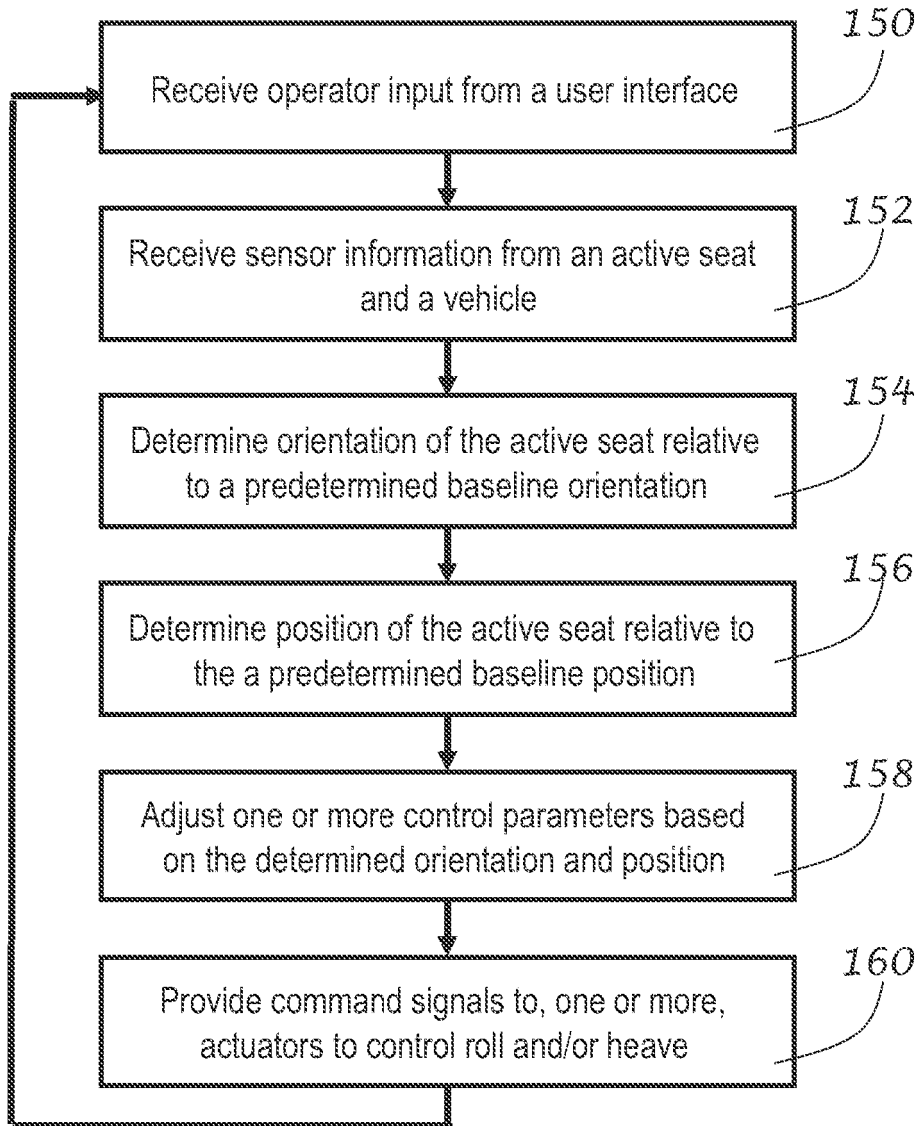 150
Receive operator input from a user interface
152
Receive sensor information from an active seat
and a vehicle
154
Determine orientation of the active seat relative
to a predetermined baseline orientation
156
Determine position of the active seat relative to
the a predetermined baseline position
158
Adjust one or more control parameters based
on the determined orientation and position
160
Provide command signals to, one or more,
actuators to control roll and/or heave